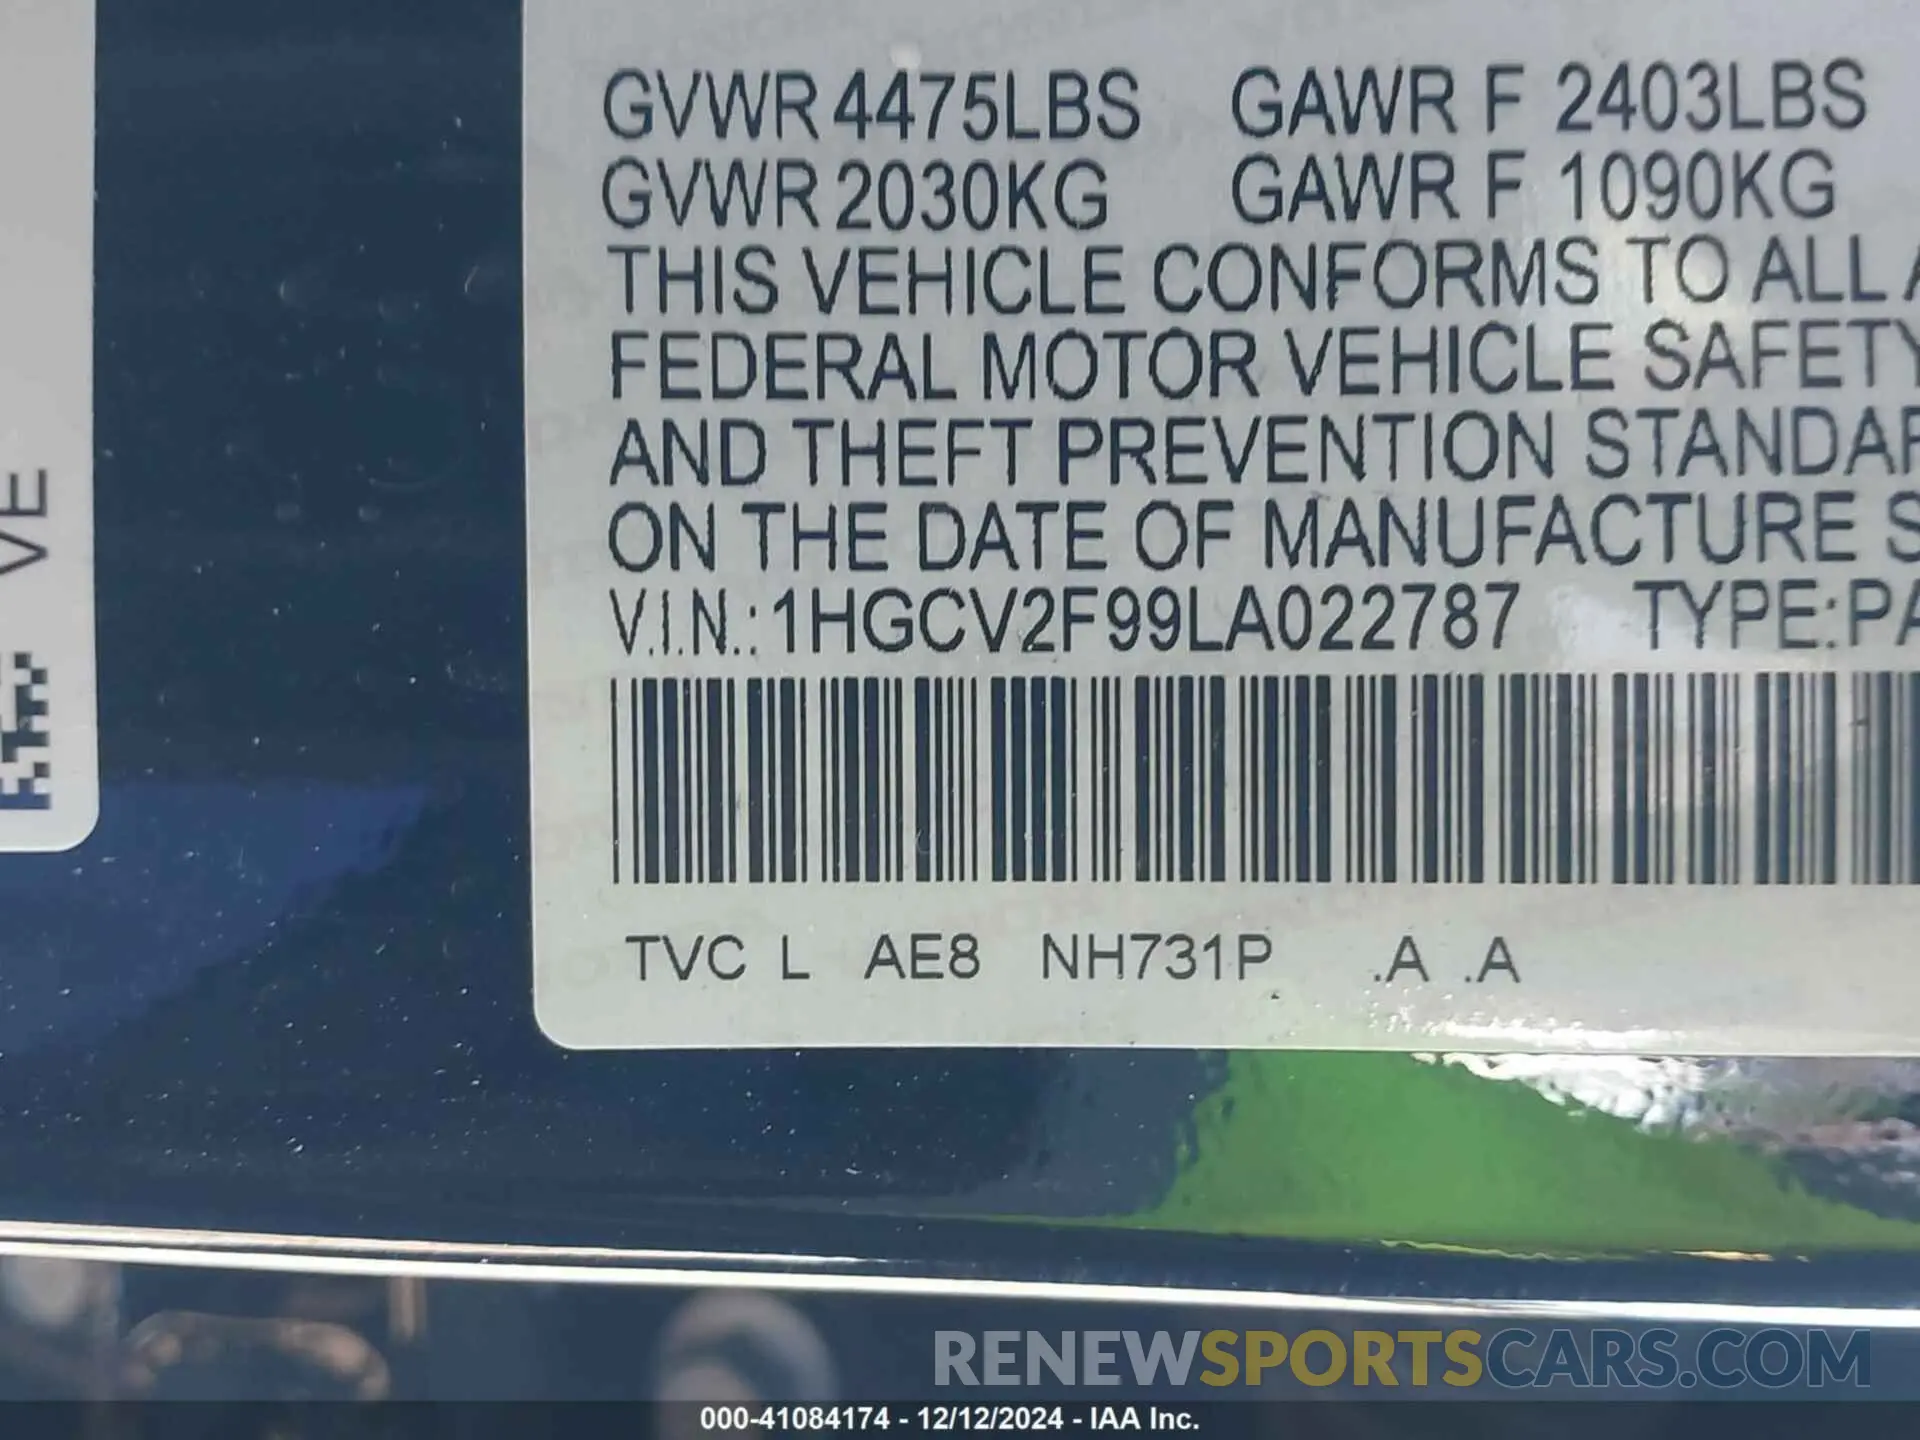 GVWR 4475LBS GAWR F 2403LBS
GVWR 2030KG GAWR F 1090KG
THIS VEHICLE CONFORMS TO ALL A
FEDERAL MOTOR VEHICLE SAFETY
AND THEFT PREVENTION STANDAR
ON THE DATE OF MANUFACTURE S
V.I.N.: 1HGCV2F99LA022787 TYPE:PA
TVC L AE8 NH731P .A .A
VE
RENEWSPORTSCARS.COM
000-41084174 - 12/12/2024 - IAA Inc.